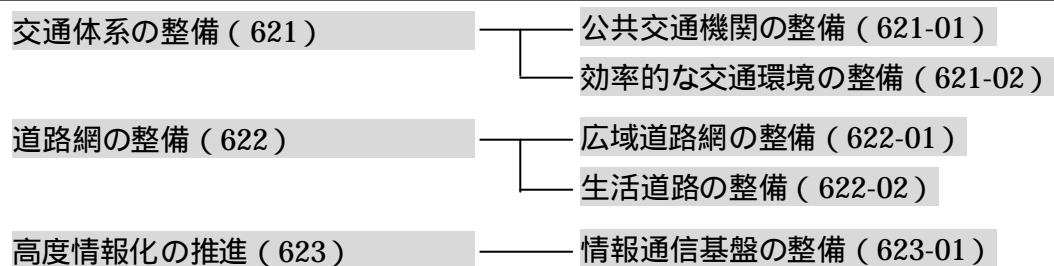 交通体系の整備（621） 公共交通機関の整備（621-01）
効率的な交通環境の整備（621-02）
道路網の整備（622） 広域道路網の整備（622-01）
生活道路の整備（622-02）
高度情報化の推進（623） 情報通信基盤の整備（623-01）